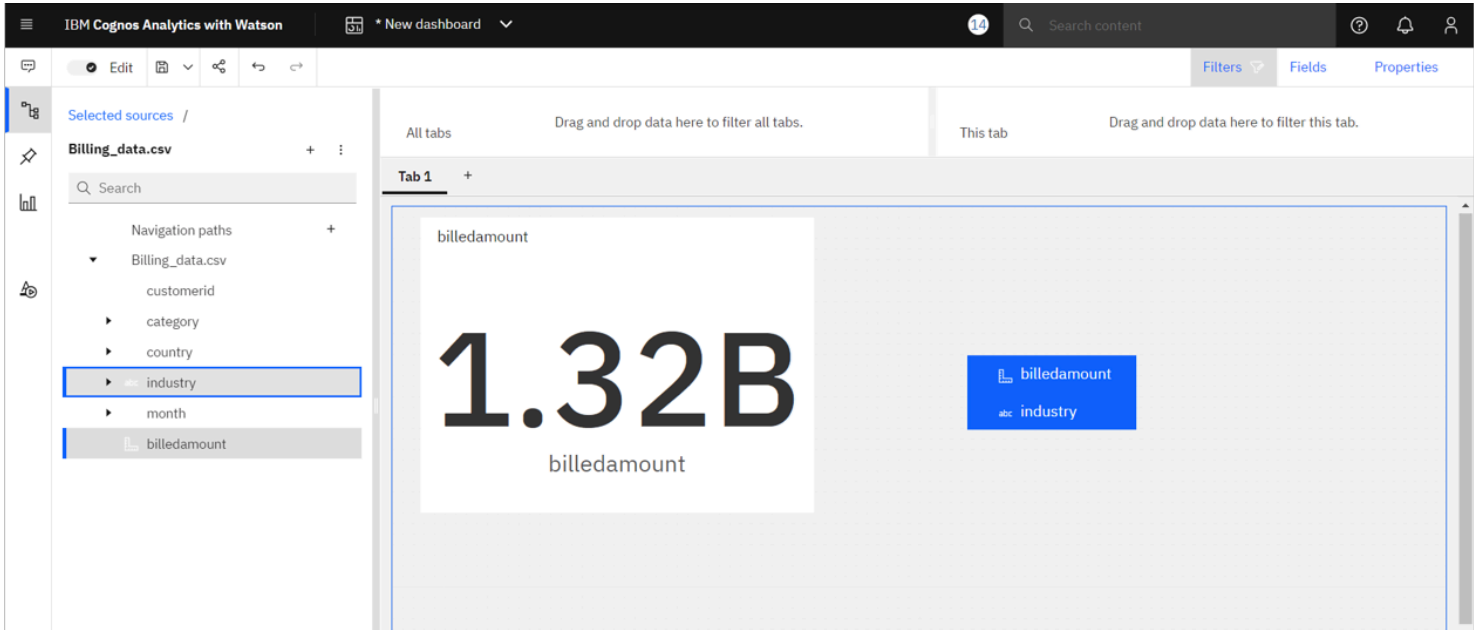 IBM Cognos Analytics with Watson
* New dashboard
14
Search content
Edit
Filters
Fields
Properties
Selected sources /
Billing_data.csv
Search
Navigation paths
Billing_data.csv
customerid
category
country
abc industry
month
billedamount
All tabs
Drag and drop data here to filter all tabs.
This tab
Drag and drop data here to filter this tab.
Tab 1 +
billedamount
1.32B
billedamount
billedamount
abc industry